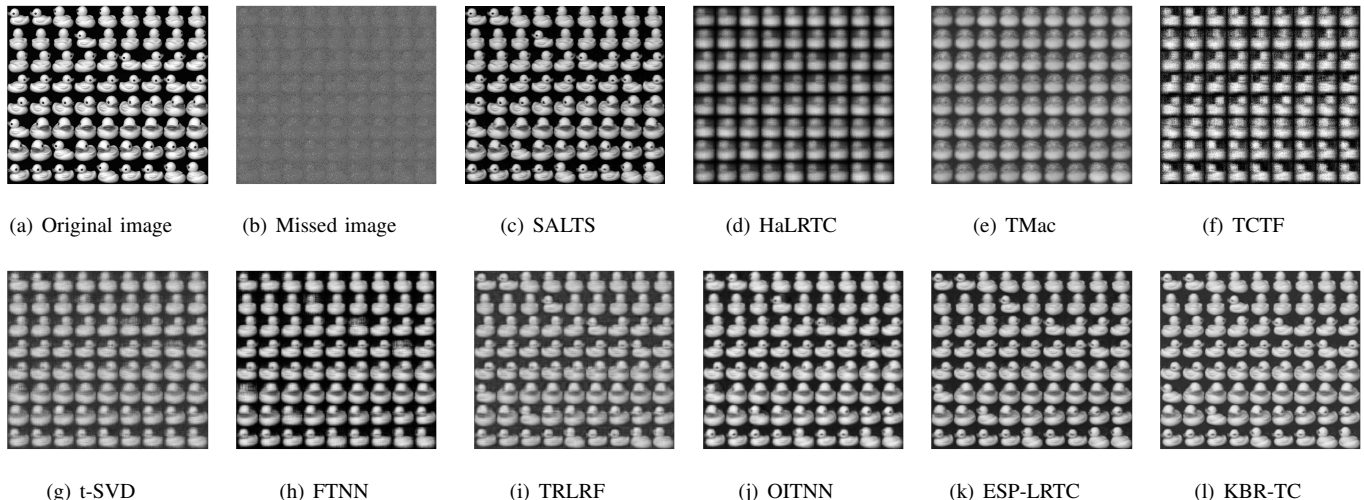 (a) Original image (b) Missed image (c) SALTS (d) HaLRTC (e) TMac (f) TCTF
(g) t-SVD (h) FTNN (i) TRLRF (j) OITNN (k) ESP-LRTC (l) KBR-TC